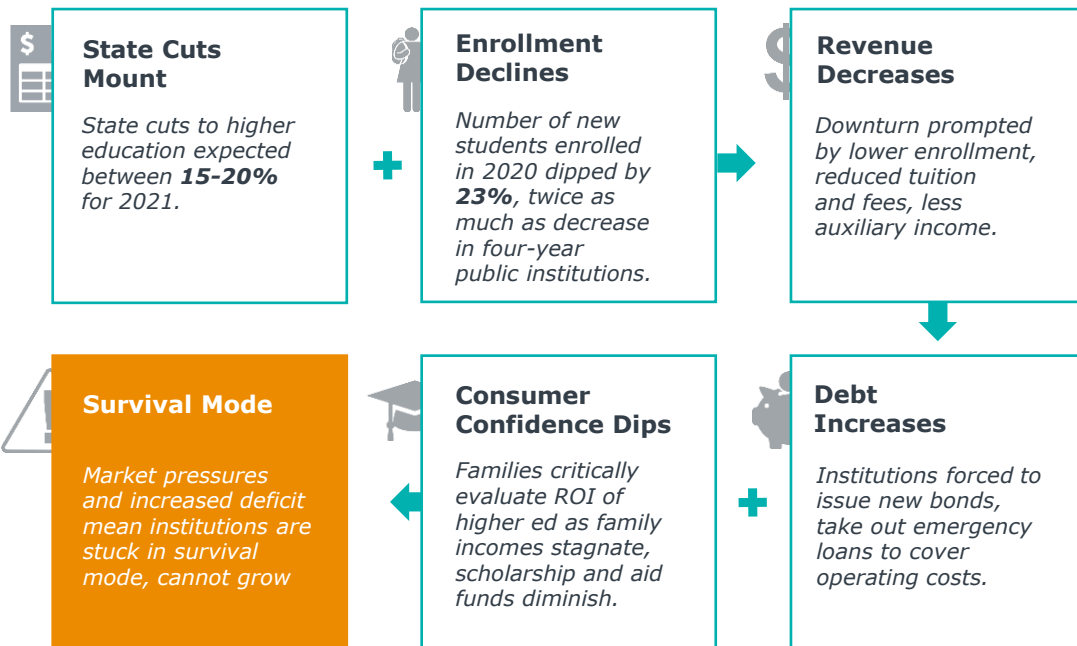 $
State Cuts
Mount
State cuts to higher
education expected
between 15-20%
for 2021.
Enrollment
Declines
Number of new
students enrolled
in 2020 dipped by
23%, twice as
much as decrease
in four-year
public institutions.
$
Revenue
Decreases
Downturn prompted
by lower enrollment,
reduced tuition
and fees, less
auxiliary income.
Debt
Increases
Institutions forced to
issue new bonds,
take out emergency
loans to cover
operating costs.
Consumer
Confidence Dips
Families critically
evaluate ROI of
higher ed as family
incomes stagnate,
scholarship and aid
funds diminish.
Survival Mode
Market pressures
and increased deficit
mean institutions are
stuck in survival
mode, cannot grow